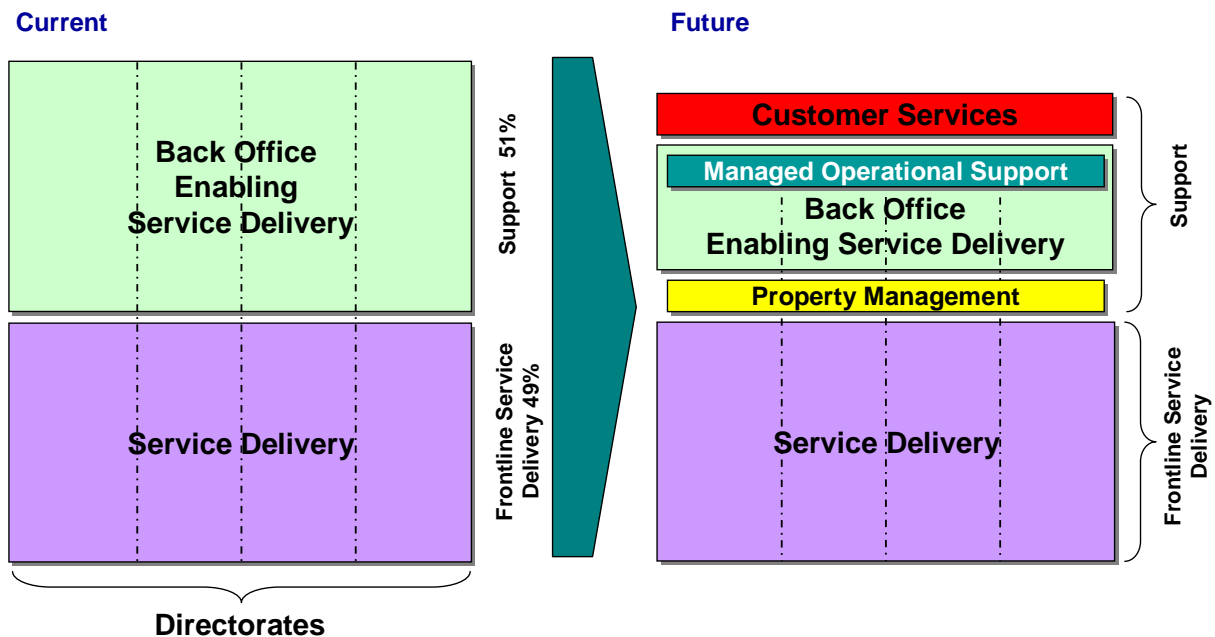 Current
Back Office
Enabling
Service Delivery
Support 51%
Service Delivery
Frontline Service
Delivery 49%
Directorates
Future
Customer Services
Managed Operational Support
Back Office
Enabling Service Delivery
Property Management
Support
Service Delivery
Frontline Service
Delivery